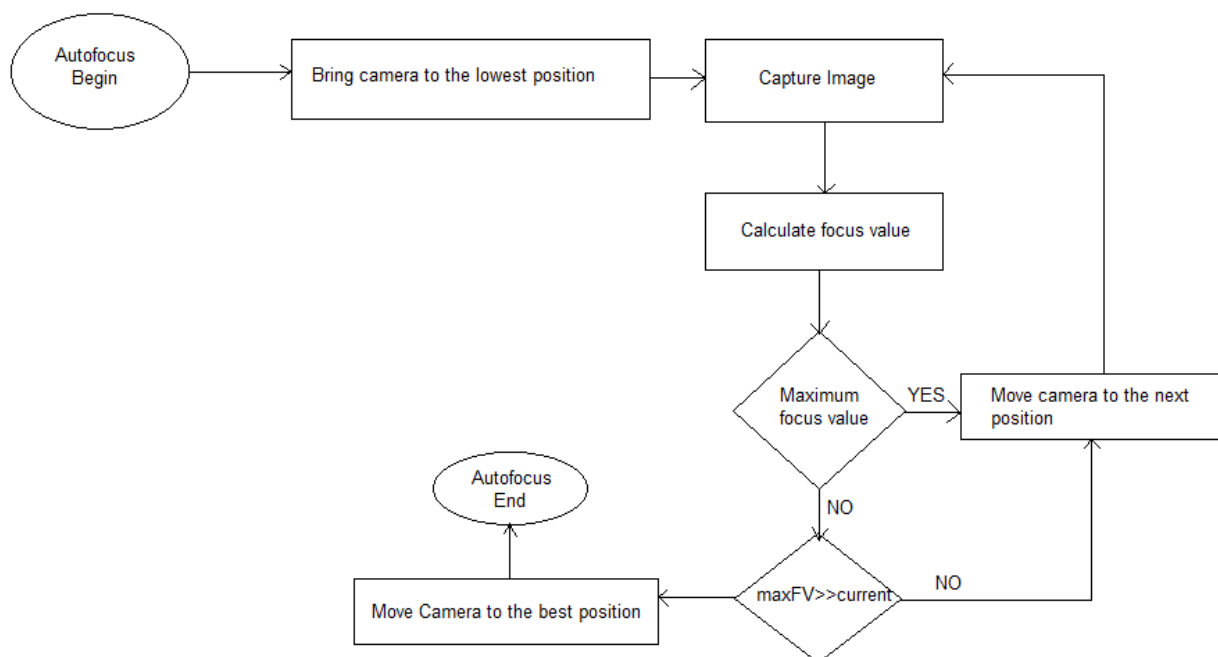 Autofocus
Begin
Bring camera to the lowest position
Capture Image
Calculate focus value
Maximum
focus value
YES
Move camera to the next
position
NO
maxFV>>current
NO
Move Camera to the best position
Autofocus
End